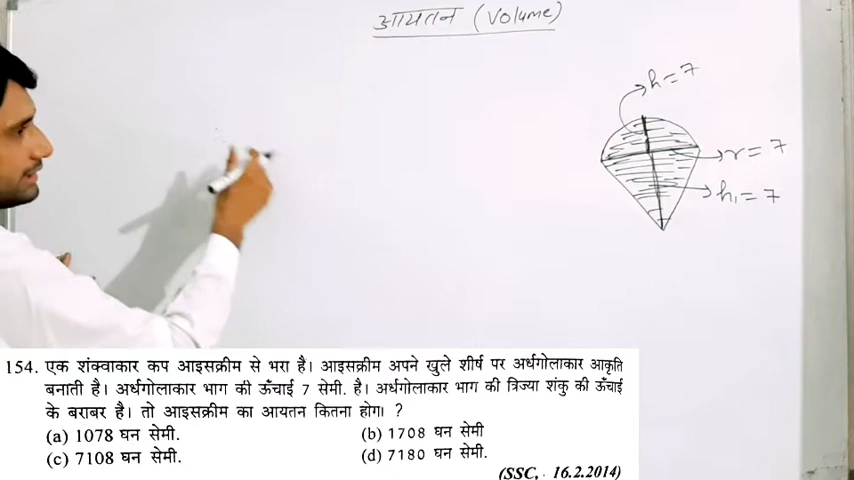 आयतन (Volume)
h = 7
r = 7
h₁ = 7
154. एक शंक्वाकार कप आइसक्रीम से भरा है। आइसक्रीम अपने खुले शीर्ष पर अर्धगोलाकार आकृति
बनाती है। अर्धगोलाकार भाग की ऊँचाई 7 सेमी. है। अर्धगोलाकार भाग की त्रिज्या शंकु की ऊँचाई
के बराबर है। तो आइसक्रीम का आयतन कितना होगा ?
(a) 1078 घन सेमी. (b) 1708 घन सेमी
(c) 7108 घन सेमी. (d) 7180 घन सेमी.
(SSC, 16.2.2014)